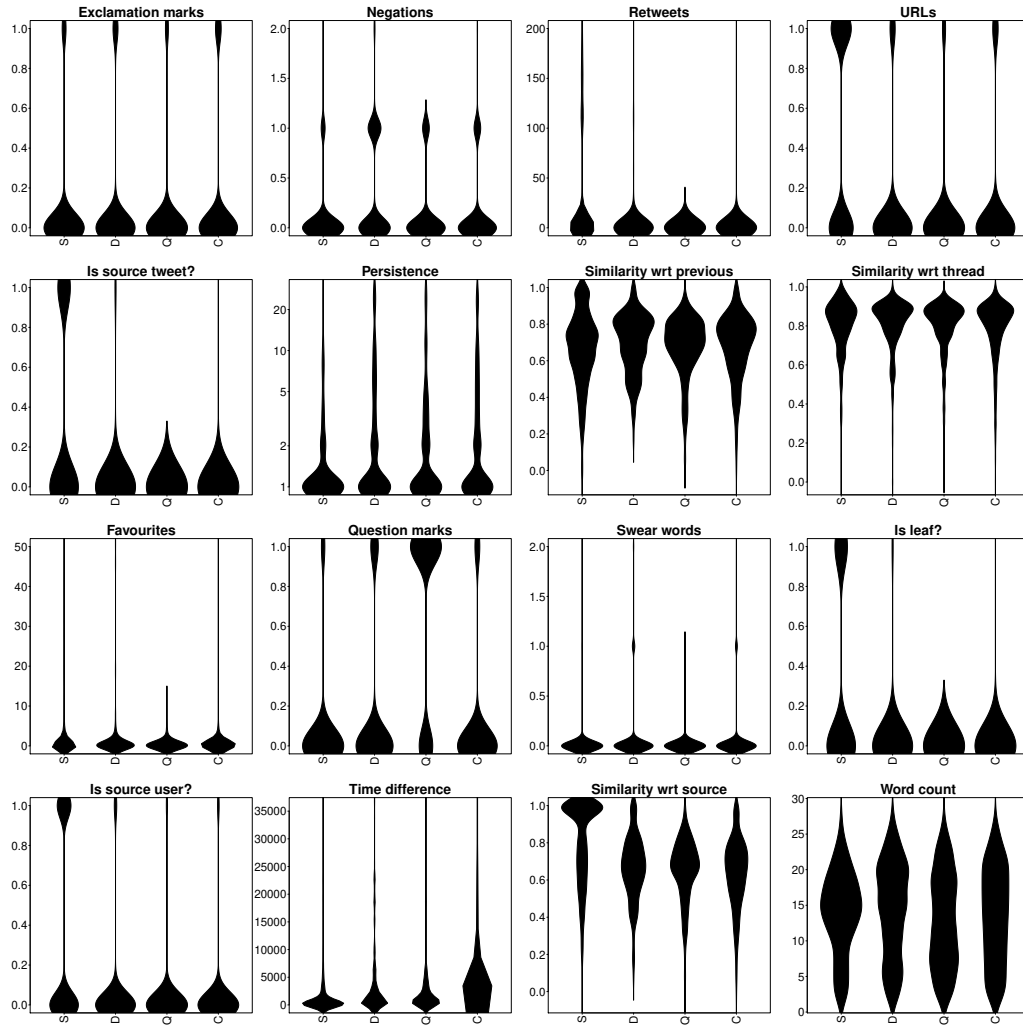 Exclamation marks
1.0
0.8
0.6
0.4
0.2
0.0
S D Q C
Negations
2.0
1.5
1.0
0.5
0.0
S D Q C
Retweets
200
150
100
50
0
S D Q C
URLs
1.0
0.8
0.6
0.4
0.2
0.0
S D Q C
Is source tweet?
1.0
0.8
0.6
0.4
0.2
0.0
S D Q C
Persistence
20
10
5
2
1
S D Q C
Similarity wrt previous
1.0
0.8
0.6
0.4
0.2
0.0
S D Q C
Similarity wrt thread
1.0
0.8
0.6
0.4
0.2
0.0
S D Q C
Favourites
50
40
30
20
10
0
S D Q C
Question marks
1.0
0.8
0.6
0.4
0.2
0.0
S D Q C
Swear words
2.0
1.5
1.0
0.5
0.0
S D Q C
Is leaf?
1.0
0.8
0.6
0.4
0.2
0.0
S D Q C
Is source user?
1.0
0.8
0.6
0.4
0.2
0.0
S D Q C
Time difference
35000
30000
25000
20000
15000
10000
5000
0
S D Q C
Similarity wrt source
1.0
0.8
0.6
0.4
0.2
0.0
S D Q C
Word count
30
25
20
15
10
5
0
S D Q C